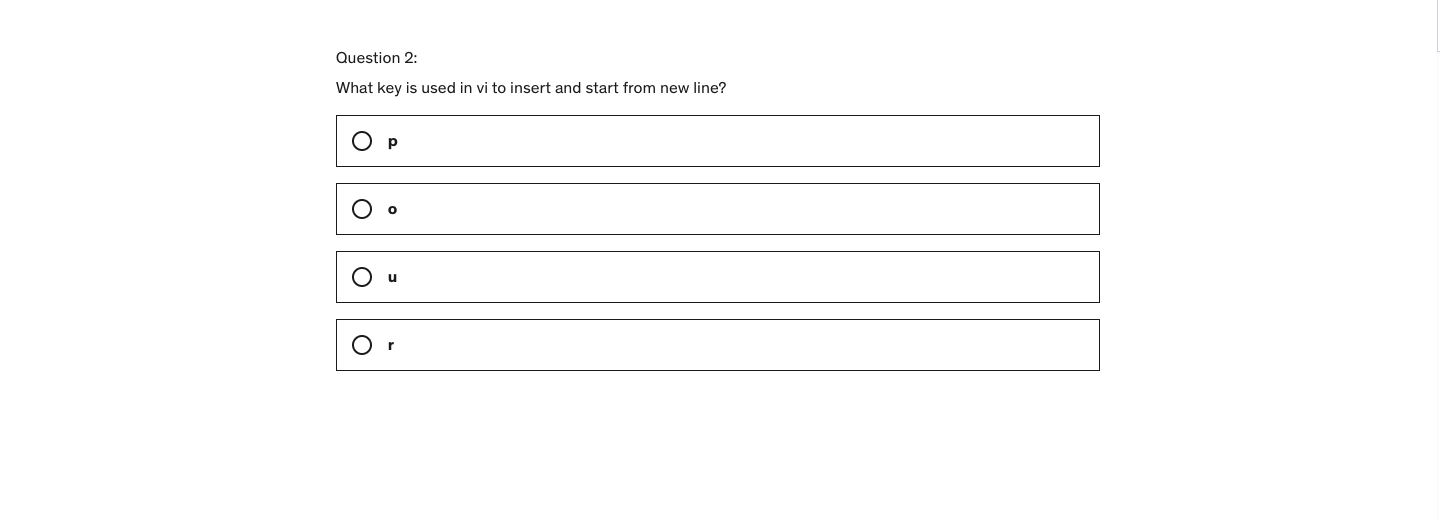 Question 2:
What key is used in vi to insert and start from new line?
p
o
u
r